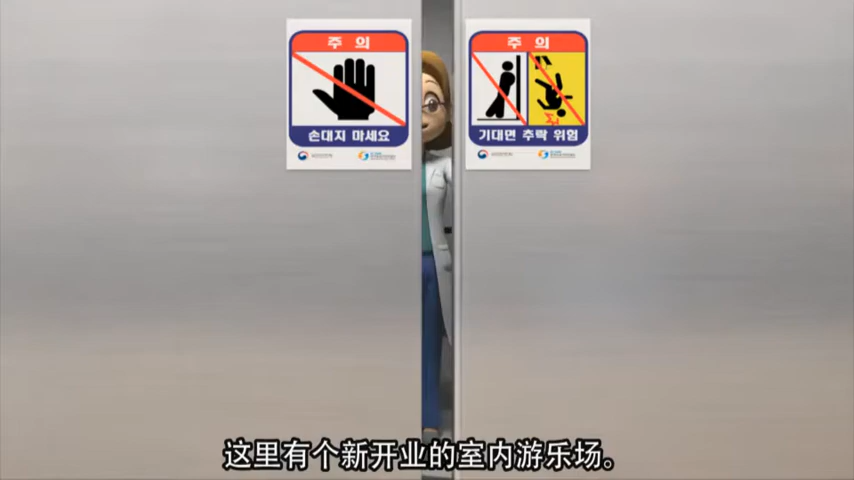 주 의
손대지 마세요
주 의
기대면 추락 위험
这里有个新开业的室内游乐场。